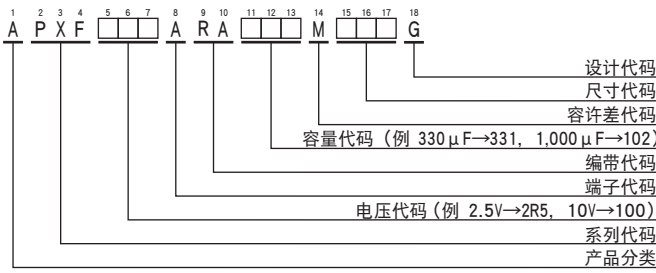 1 2 3 4 5 6 7 8 9 10 11 12 13 14 15 16 17 18
A P X F □□□ A R A □□□ M □□□ G
设计代码
尺寸代码
容许差代码
容量代码（例 330μF→331, 1,000μF→102）
编带代码
端子代码
电压代码（例 2.5V→2R5, 10V→100）
系列代码
产品分类